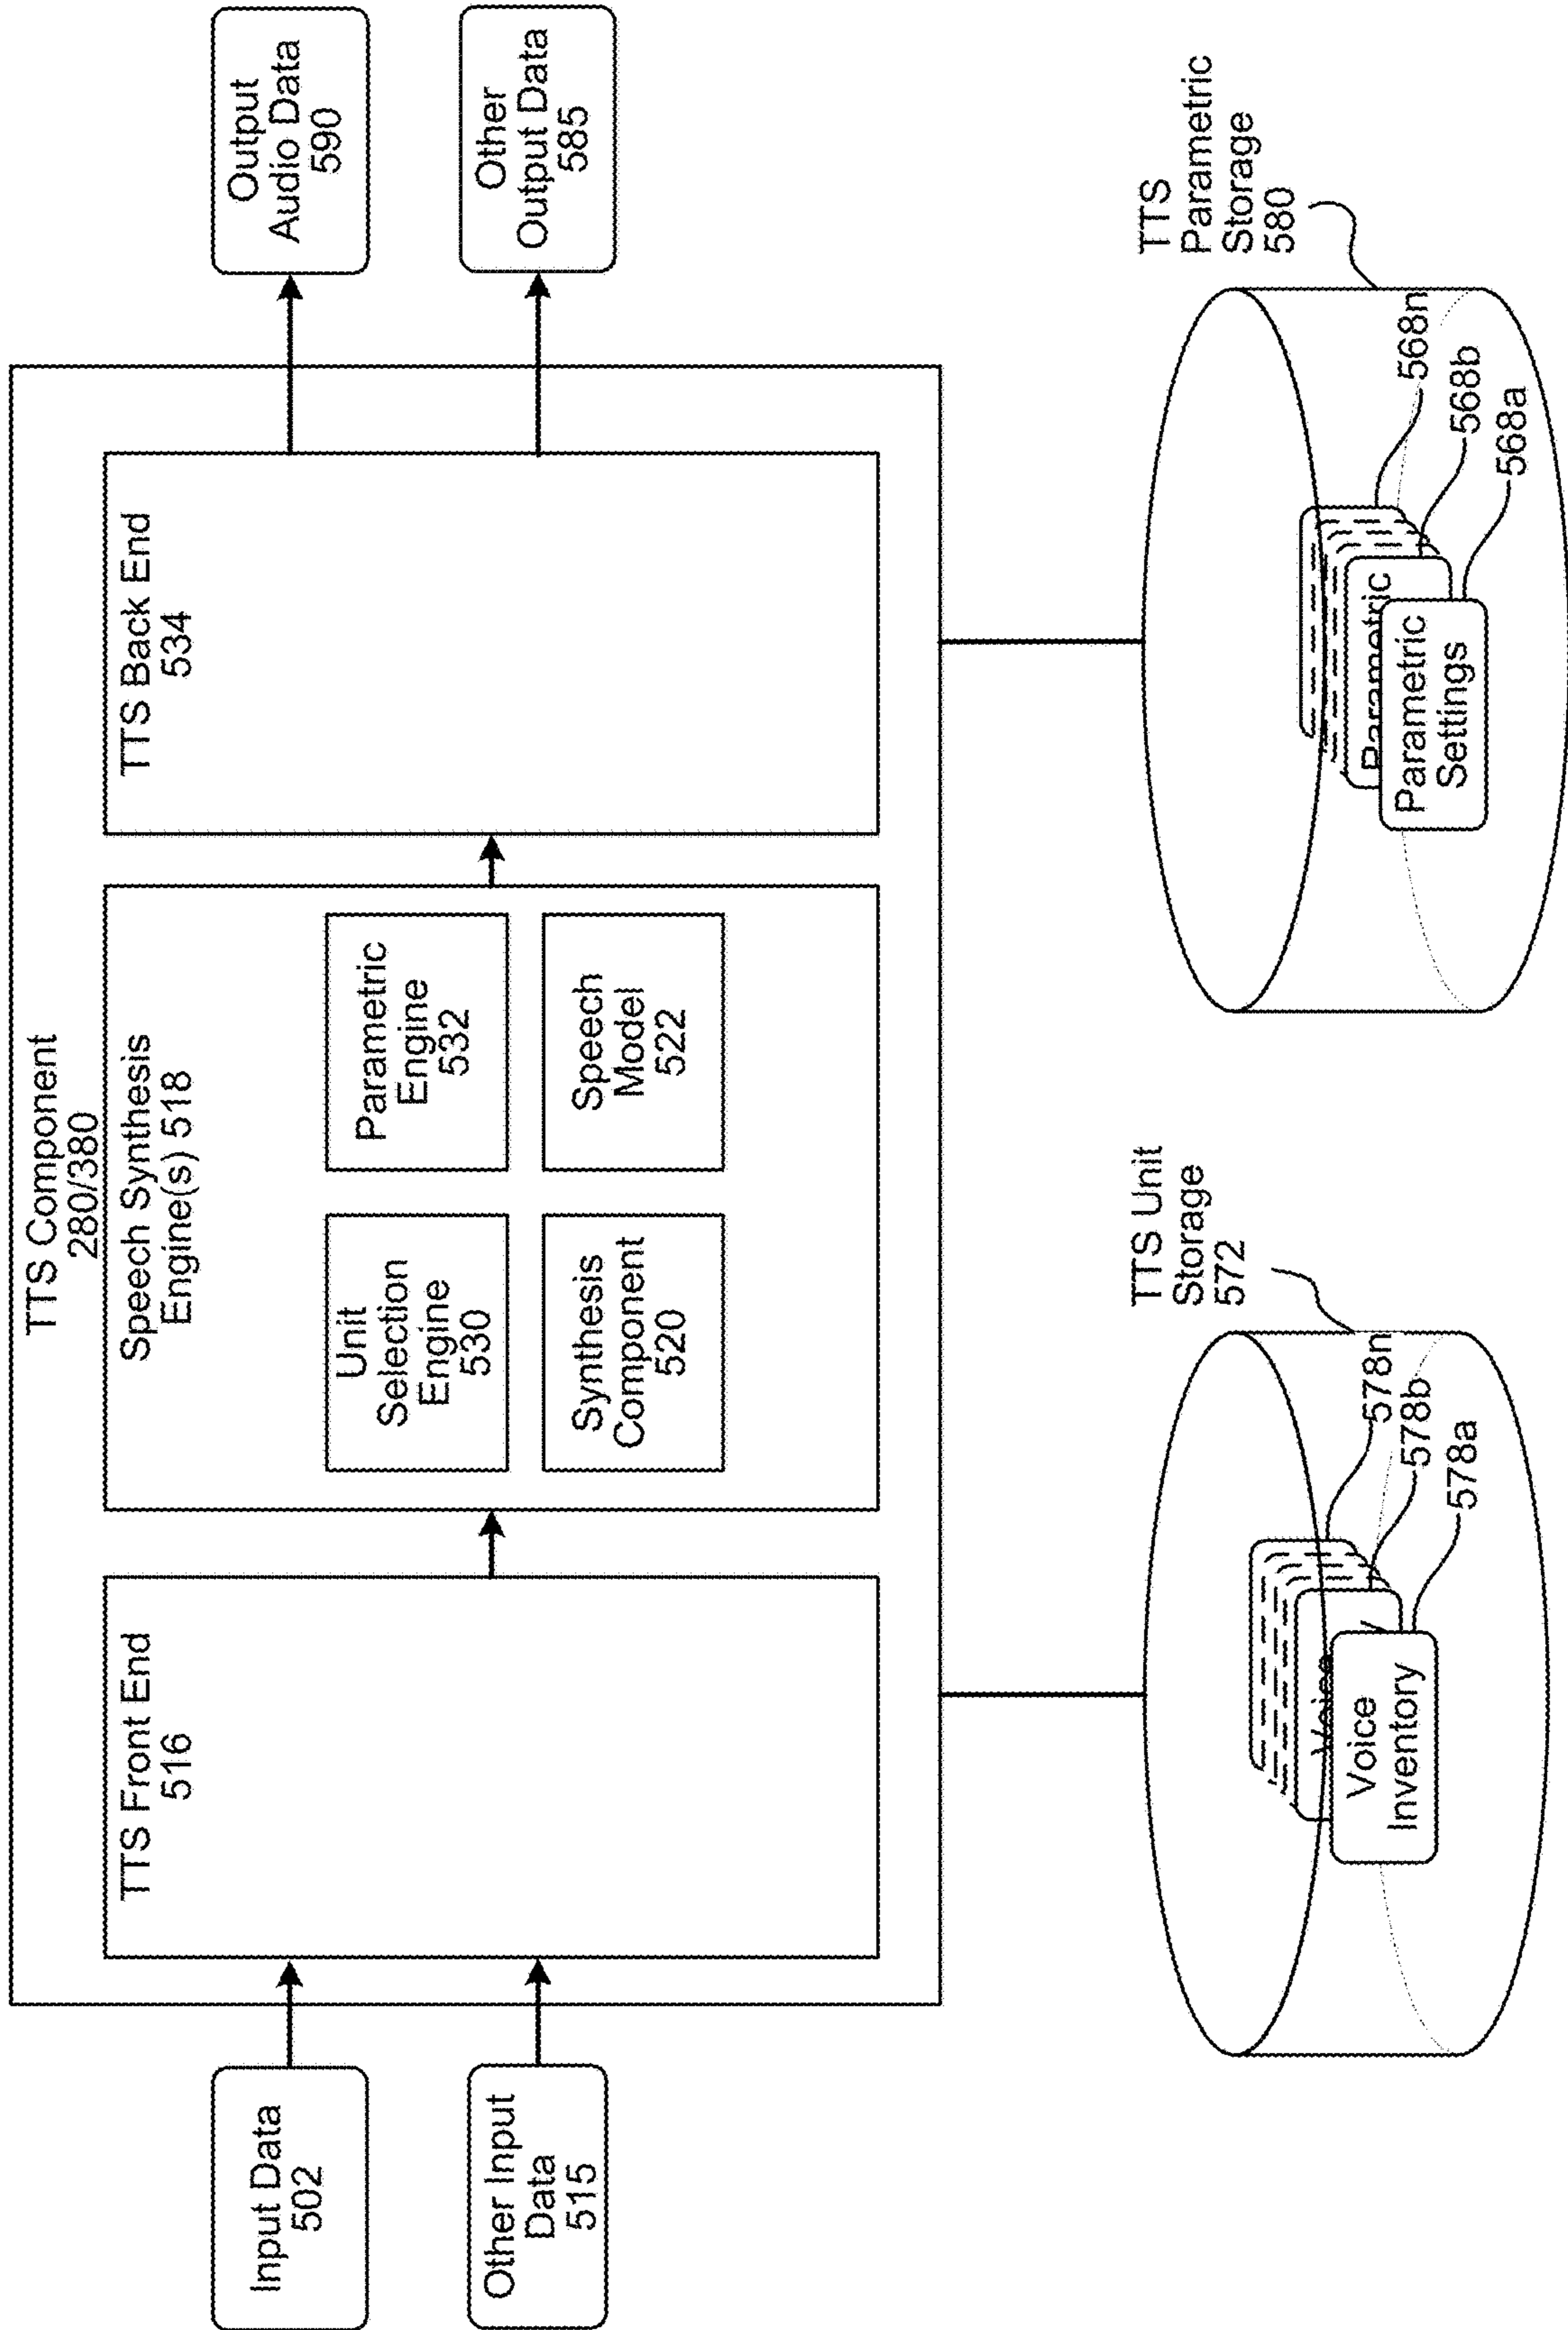 TTS Component
280/380
Input Data
502
Other Input
Data
515
TTS Front End
516
Speech Synthesis
Engine(s) 518
Unit
Selection
Engine
530
Parametric
Engine
532
Synthesis
Component
520
Speech
Model
522
TTS Back End
534
Output
Audio Data
590
Other
Output Data
585
TTS Unit
Storage
572
578n
578b
578a
Voice
Voice
Inventory
TTS
Parametric
Storage
580
568n
568b
568a
Parametric
Parametric
Settings